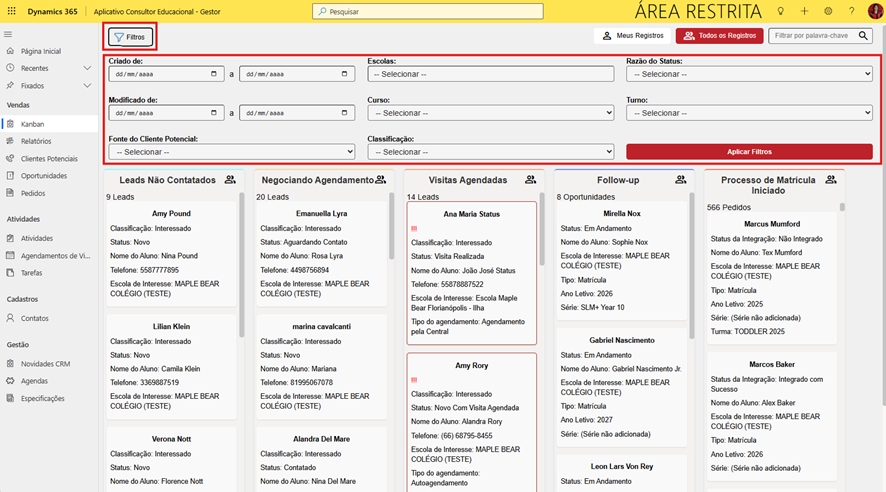 Dynamics 365
Aplicativo Consultor Educacional - Gestor
Pesquisar
ÁREA RESTRITA
Página Inicial
Recentes
Fixados
Vendas
Kanban
Relatórios
Clientes Potenciais
Oportunidades
Pedidos
Atividades
Atividades
Agendamentos de Vi...
Tarefas
Cadastros
Contatos
Gestão
Novidades CRM
Agendas
Especificações
Filtros
Meus Registros
Todos os Registros
Filtrar por palavra-chave
Criado de:
dd/mm/aaaa
a
dd/mm/aaaa
Escolas:
-- Selecionar --
Razão do Status:
-- Selecionar --
Modificado de:
dd/mm/aaaa
a
dd/mm/aaaa
Curso:
-- Selecionar --
Turno:
-- Selecionar --
Fonte do Cliente Potencial:
-- Selecionar --
Classificação:
-- Selecionar --
Aplicar Filtros
Leads Não Contatados
9 Leads
Amy Pound
Classificação: Interessado
Status: Novo
Nome do Aluno: Nina Pound
Telefone: 5587777895
Escola de Interesse: MAPLE BEAR
COLÉGIO (TESTE)
Lilian Klein
Classificação: Interessado
Status: Novo
Nome do Aluno: Camila Klein
Telefone: 3369887519
Escola de Interesse: MAPLE BEAR
COLÉGIO (TESTE)
Verona Nott
Classificação: Interessado
Status: Novo
Nome do Aluno: Florence Nott
Negociando Agendamento
20 Leads
Emanuella Lyra
Classificação: Interessado
Status: Aguardando Contato
Nome do Aluno: Rosa Lyra
Telefone: 4498756894
Escola de Interesse: MAPLE BEAR
COLÉGIO (TESTE)
marina cavalcanti
Classificação: Interessado
Status: Novo
Nome do Aluno: Mariana
Telefone: 81995067078
Escola de Interesse: MAPLE BEAR
COLÉGIO (TESTE)
Alandra Del Mare
Classificação: Interessado
Status: Contatado
Nome do Aluno: Nina Del Mare
Visitas Agendadas
14 Leads
Ana Maria Status
!!!
Classificação: Interessado
Status: Visita Realizada
Nome do Aluno: João José Status
Telefone: 55878887522
Escola de Interesse: Escola Maple
Bear Florianópolis - Ilha
Tipo do agendamento: Agendamento
pela Central
Amy Rory
!!!
Classificação: Interessado
Status: Novo Com Visita Agendada
Nome do Aluno: Alandra Rory
Telefone: (66) 68795-8455
Escola de Interesse: MAPLE BEAR
COLÉGIO (TESTE)
Tipo do agendamento:
Autoagendamento
Follow-up
8 Oportunidades
Mirella Nox
Status: Em Andamento
Nome do Aluno: Sophie Nox
Escola de Interesse: MAPLE BEAR
COLÉGIO (TESTE)
Tipo: Matrícula
Ano Letivo: 2026
Série: SLM+ Year 10
Gabriel Nascimento
Status: Em Andamento
Nome do Aluno: Gabriel Nascimento Jr.
Escola de Interesse: MAPLE BEAR
COLÉGIO (TESTE)
Tipo: Matrícula
Ano Letivo: 2027
Série: (Série não adicionada)
Leon Lars Von Rey
Status: Em Andamento
Processo de Matrícula
Iniciado
566 Pedidos
Marcus Mumford
Status da Integração: Não Integrado
Nome do Aluno: Tex Mumford
Escola de Interesse: MAPLE BEAR
COLÉGIO (TESTE)
Tipo: Matrícula
Ano Letivo: 2025
Série: (Série não adicionada)
Turma: TODDLER 2025
Marcos Baker
Status da Integração: Integrado com
Sucesso
Nome do Aluno: Alex Baker
Escola de Interesse: MAPLE BEAR
COLÉGIO (TESTE)
Tipo: Matrícula
Ano Letivo: 2026
Série: (Série não adicionada)